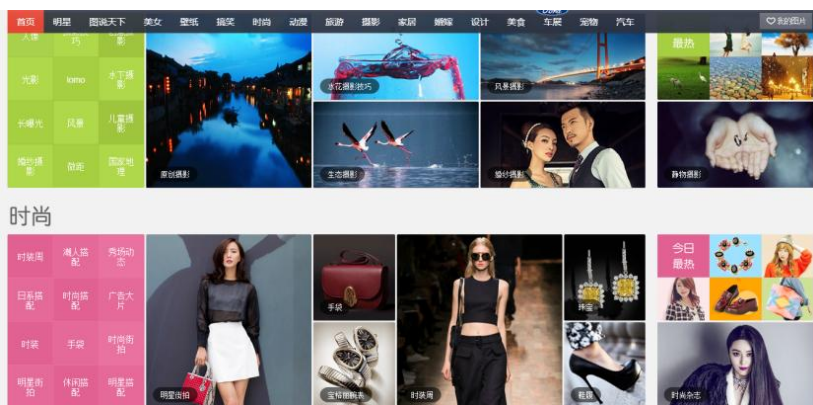 首页 明星 图说天下 美女 壁纸 搞笑 时尚 动漫 旅游 摄影 家居 婚嫁 设计 美食 车展 宠物 汽车 我的图片
巧
影
光影 lomo 水下摄影
长曝光 风景 儿童摄影
婚纱摄影 微距 国家地理
原创摄影
水花摄影技巧
风景摄影
生态摄影
婚纱摄影
最热
静物摄影
时尚
时装周 潮人搭配 秀场动态
日系搭配 时尚搭配 广告大片
时装 手袋 时尚街拍
明星街拍 休闲搭配 明星搭配
明星街拍
手袋
宝格丽腕表
时装周
珠宝
鞋履
今日
最热
时尚杂志